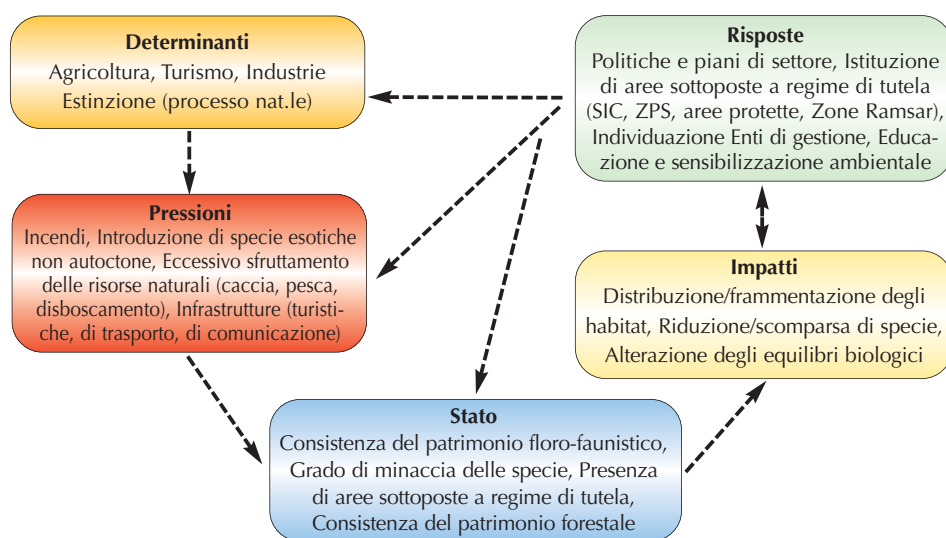 Determinanti
Agricoltura, Turismo, Industrie
Estinzione (processo nat.le)
Risposte
Politiche e piani di settore, Istituzione
di aree sottoposte a regime di tutela
(SIC, ZPS, aree protette, Zone Ramsar),
Individuazione Enti di gestione, Educa-
zione e sensibilizzazione ambientale
Pressioni
Incendi, Introduzione di specie esotiche
non autoctone, Eccessivo sfruttamento
delle risorse naturali (caccia, pesca,
disboscamento), Infrastrutture (turisti-
che, di trasporto, di comunicazione)
Impatti
Distribuzione/frammentazione degli
habitat, Riduzione/scomparsa di specie,
Alterazione degli equilibri biologici
Stato
Consistenza del patrimonio floro-faunistico,
Grado di minaccia delle specie, Presenza
di aree sottoposte a regime di tutela,
Consistenza del patrimonio forestale